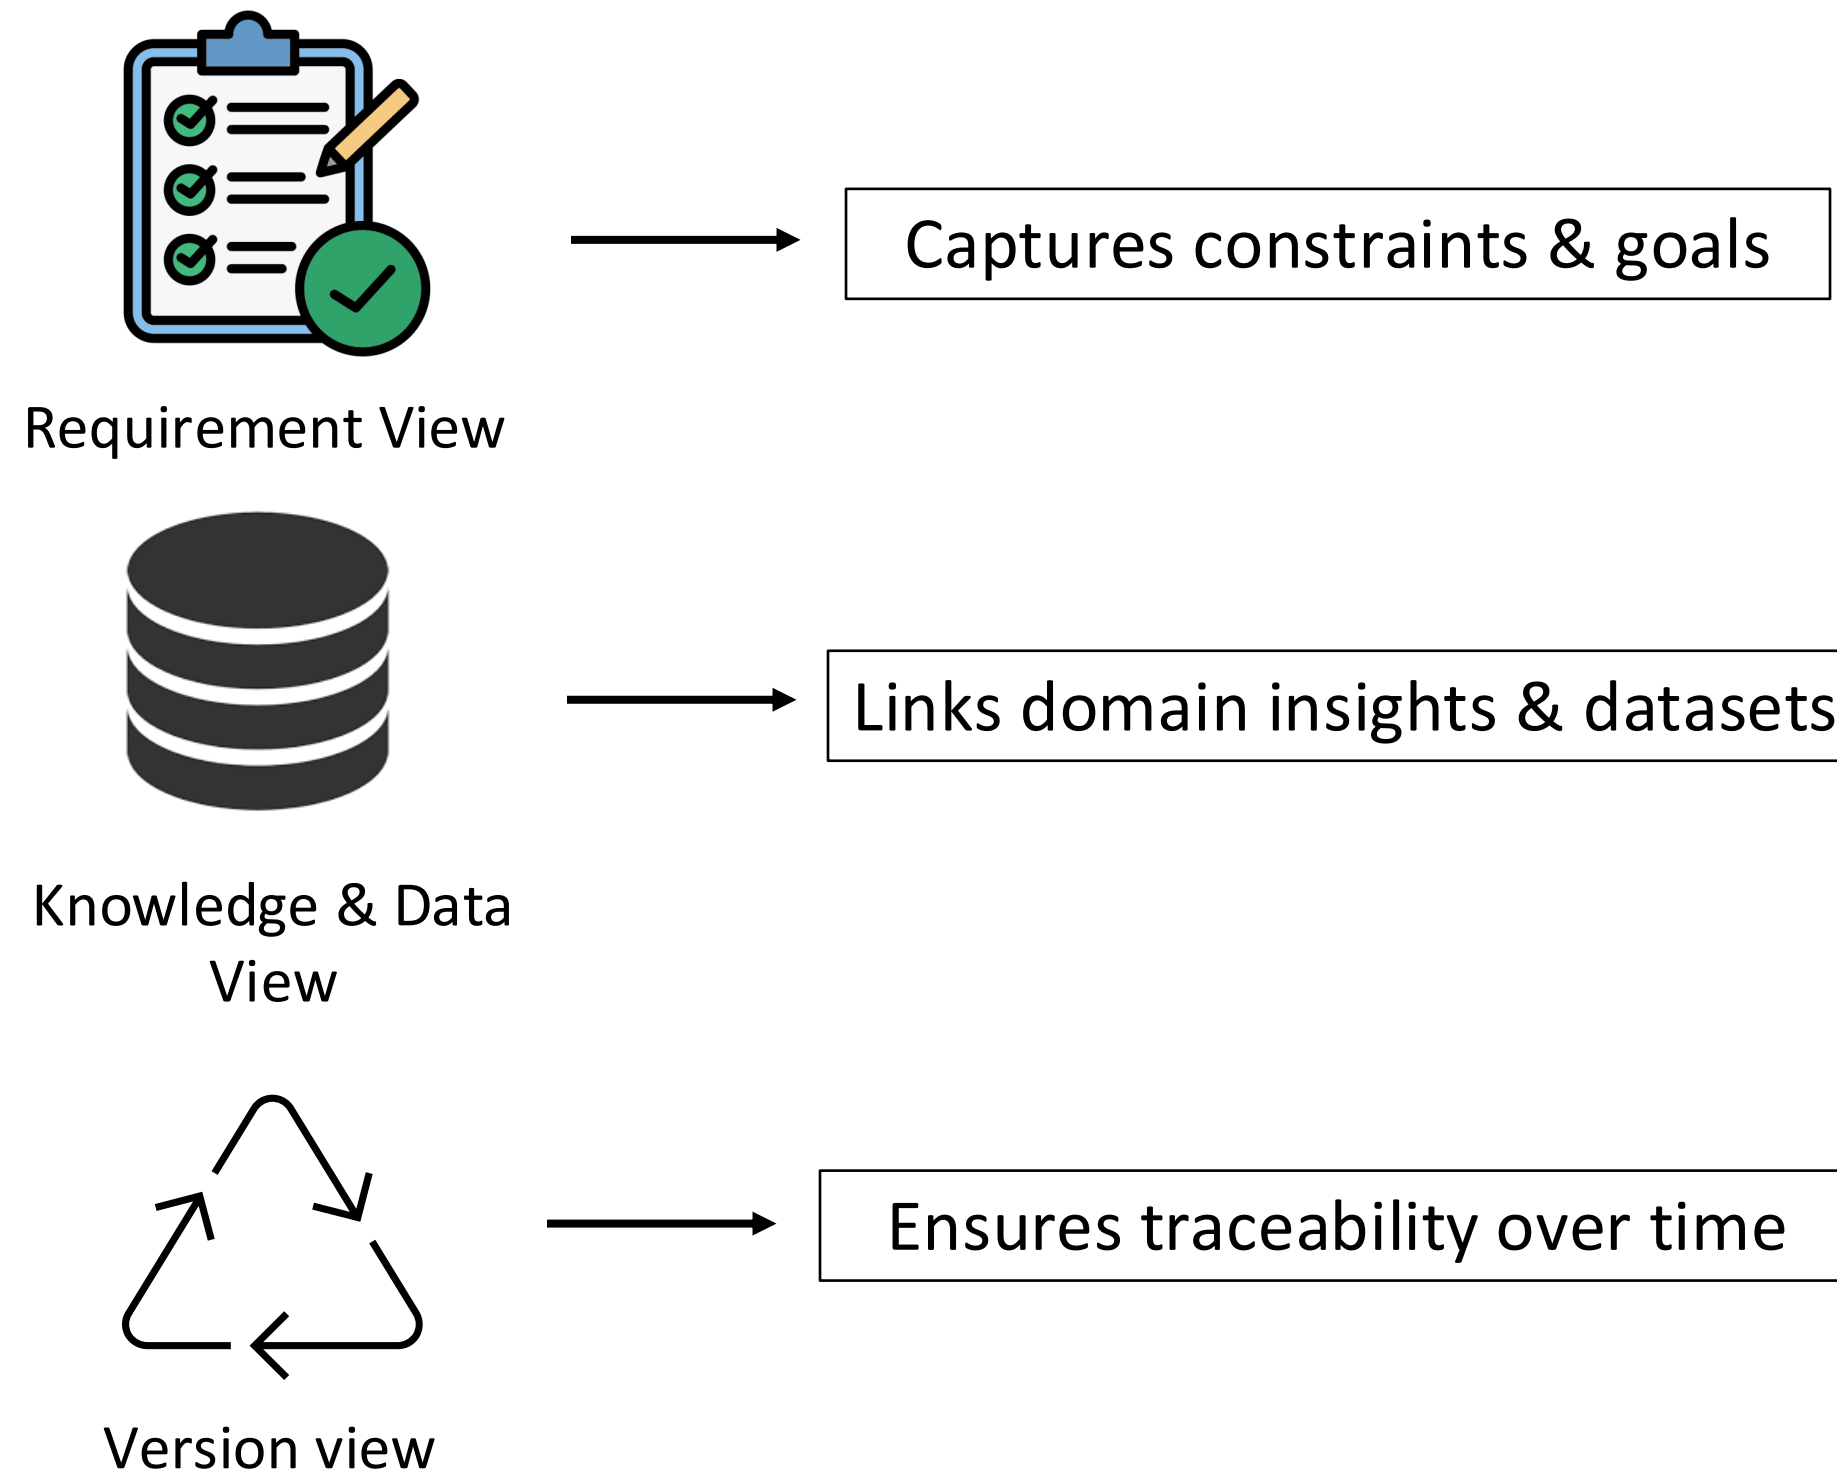 Captures constraints & goals
Requirement View
Links domain insights & datasets
Knowledge & Data
View
Ensures traceability over time
Version view